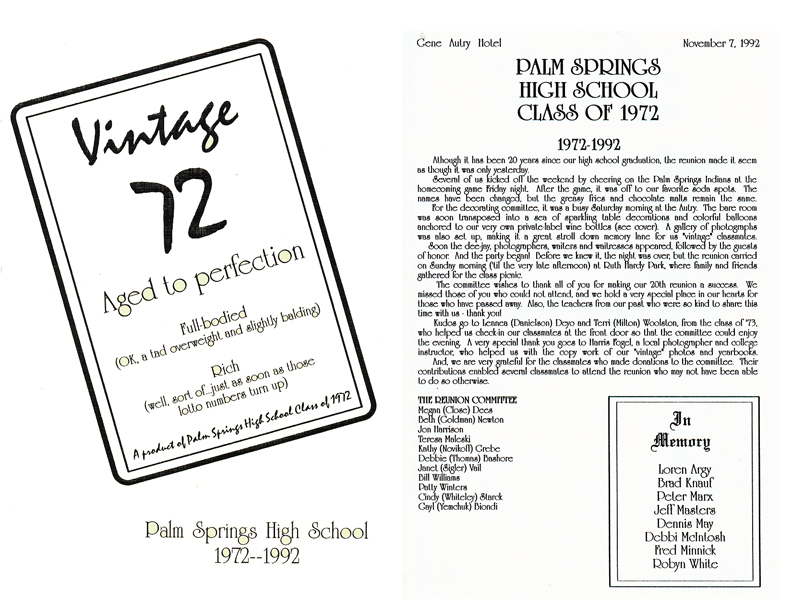 Vintage
72
Aged to perfection
Full-bodied
(OK, a tad overweight and slightly balding)
Rich
(well, sort of...just as soon as those
lotto numbers turn up)
A product of Palm Springs High School Class of 1972
Palm Springs High School
1972--1992
Gene Autry Hotel
November 7, 1992
PALM SPRINGS
HIGH SCHOOL
CLASS OF 1972
1972-1992
Although it has been 20 years since our high school graduation, the reunion made it seem
as though it was only yesterday.
Several of us kicked off the weekend by cheering on the Palm Springs Indians at the
homecoming game Friday night. After the game, it was off to our favorite soda spots. The
names have been changed, but the greasy fries and chocolate malts remain the same.
For the decorating committee, it was a busy Saturday morning at the Autry. The bare room
was soon transposed into a sea of sparkling table decorations and colorful balloons
anchored to our very own private-label wine bottles (see cover). A gallery of photographs
was also set up, making it a great stroll down memory lane for us "vintage" classmates.
Soon the dee-jay, photographers, waiters and waitresses appeared, followed by the guests
of honor. And the party began! Before we knew it, the night was over, but the reunion carried
on Sunday morning ('til the very late afternoon) at Ruth Hardy Park, where family and friends
gathered for the class picnic.
The committee wishes to thank all of you for making our 20th reunion a success. We
missed those of you who could not attend, and we hold a very special place in our hearts for
those who have passed away. Also, the teachers from our past who were so kind to share this
time with us - thank you!
Kudos go to Lennea (Danielson) Deyo and Terri (Milton) Woolston, from the class of '73,
who helped us check-in our classmates at the front door so that the committee could enjoy
the evening. A very special thank you goes to Harris Fogel, a local photographer and college
instructor, who helped us with the copy work of our "vintage" photos and yearbooks.
And, we are very grateful for the classmates who made donations to the committee. Their
contributions enabled several classmates to attend the reunion who may not have been able
to do so otherwise.
THE REUNION COMMITTEE
Megan (Close) Dees
Beth (Goldman) Newton
Jon Harrison
Teresa Maleski
Kathy (Novikoff) Grebe
Debbie (Thomas) Bashore
Janet (Sigler) Vail
Bill Williams
Patty Winters
Cindy (Whiteley) Starck
Gayl (Yemchuk) Biondi
In
Memory
Loren Argy
Brad Knauf
Peter Marx
Jeff Masters
Dennis May
Debbi McIntosh
Fred Minnick
Robyn White